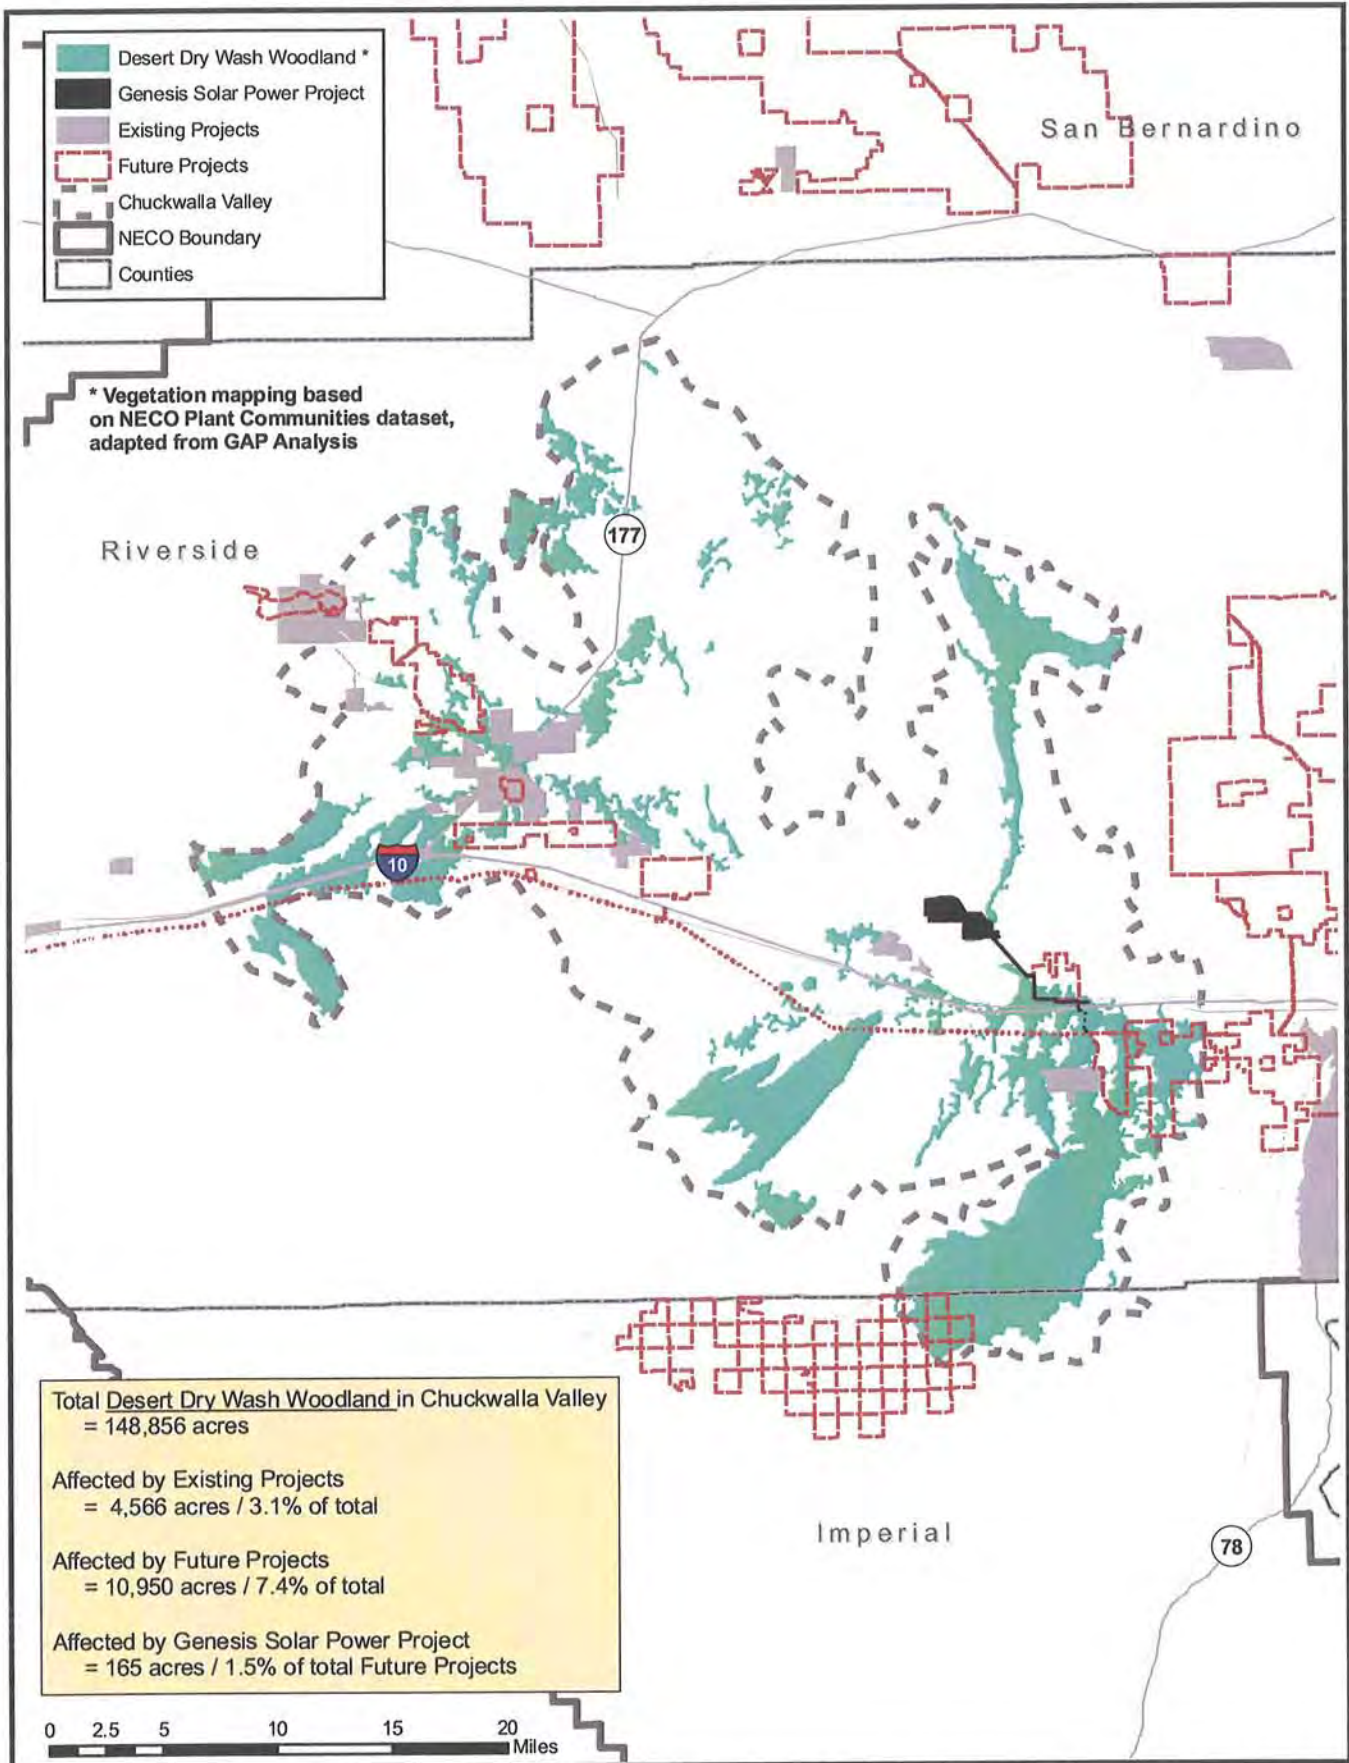 Desert Dry Wash Woodland *
Genesis Solar Power Project
Existing Projects
Future Projects
Chuckwalla Valley
NECO Boundary
Counties
San Bernardino
* Vegetation mapping based
on NECO Plant Communities dataset,
adapted from GAP Analysis
Riverside
177
10
Total Desert Dry Wash Woodland in Chuckwalla Valley
= 148,856 acres
Affected by Existing Projects
= 4,566 acres / 3.1% of total
Affected by Future Projects
= 10,950 acres / 7.4% of total
Affected by Genesis Solar Power Project
= 165 acres / 1.5% of total Future Projects
Imperial
78
0 2.5 5 10 15 20
Miles